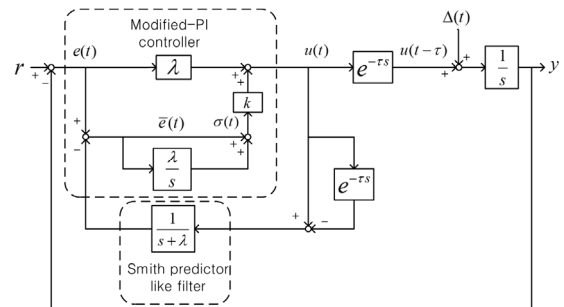 Modified-PI
controller
Δ(t)
r
+
−
e(t)
λ
+
+
u(t)
e^{-τs}
u(t−τ)
+
+
1
s
y
k
+
−
ē(t)
σ(t)
+
+
λ
s
e^{-τs}
1
s+λ
+
−
Smith predictor
like filter